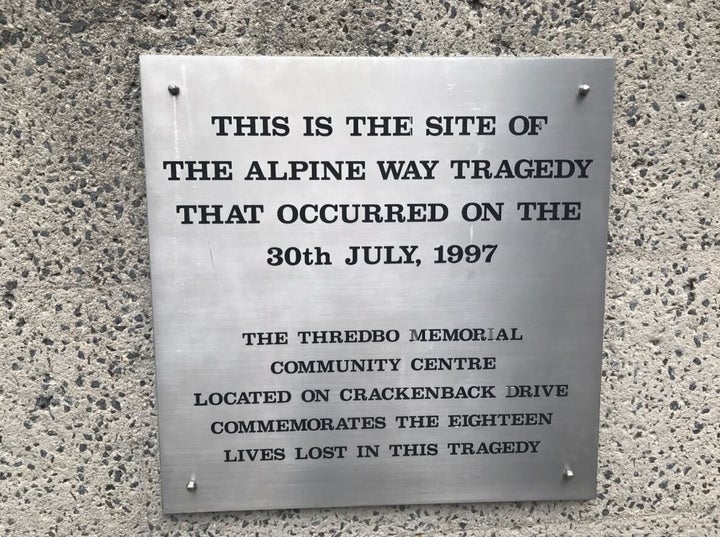 THIS IS THE SITE OF
THE ALPINE WAY TRAGEDY
THAT OCCURRED ON THE
30th JULY, 1997
THE THREDBO MEMORIAL
COMMUNITY CENTRE
LOCATED ON CRACKENBACK DRIVE
COMMEMORATES THE EIGHTEEN
LIVES LOST IN THIS TRAGEDY